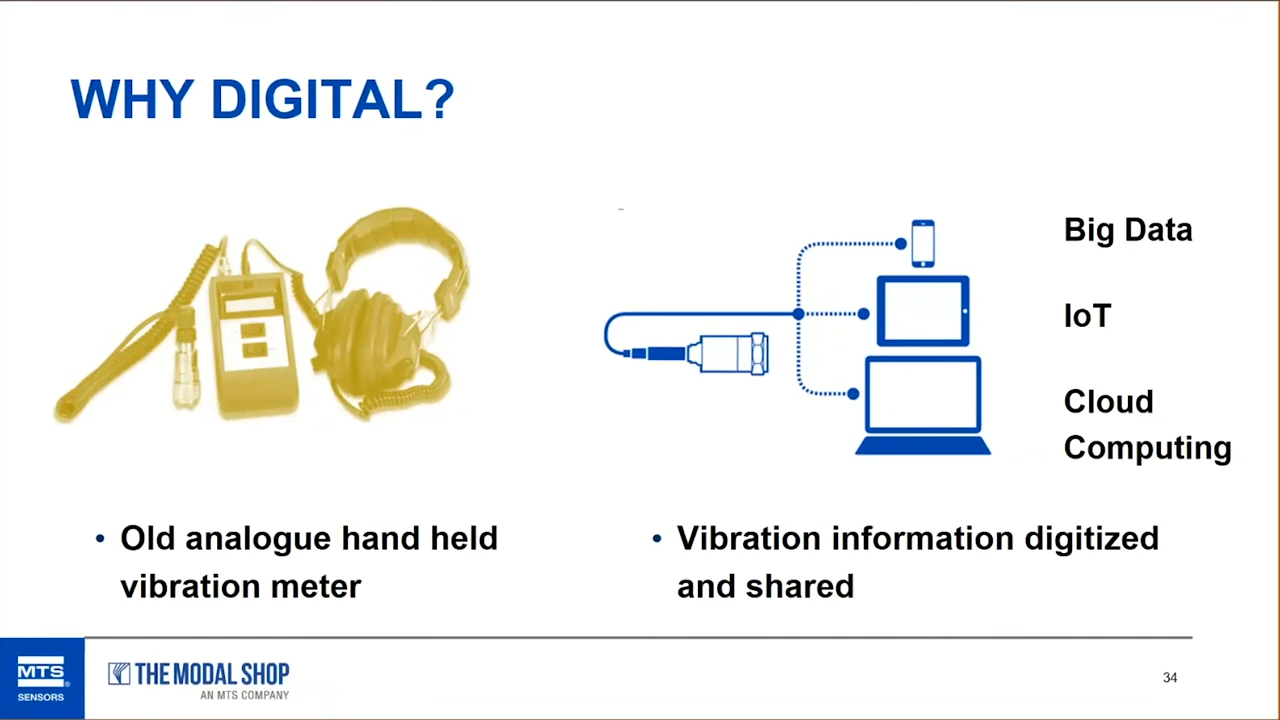 WHY DIGITAL?
Big Data
IoT
Cloud
Computing
• Old analogue hand held
vibration meter
• Vibration information digitized
and shared
MTS
SENSORS
THE MODAL SHOP
AN MTS COMPANY
34